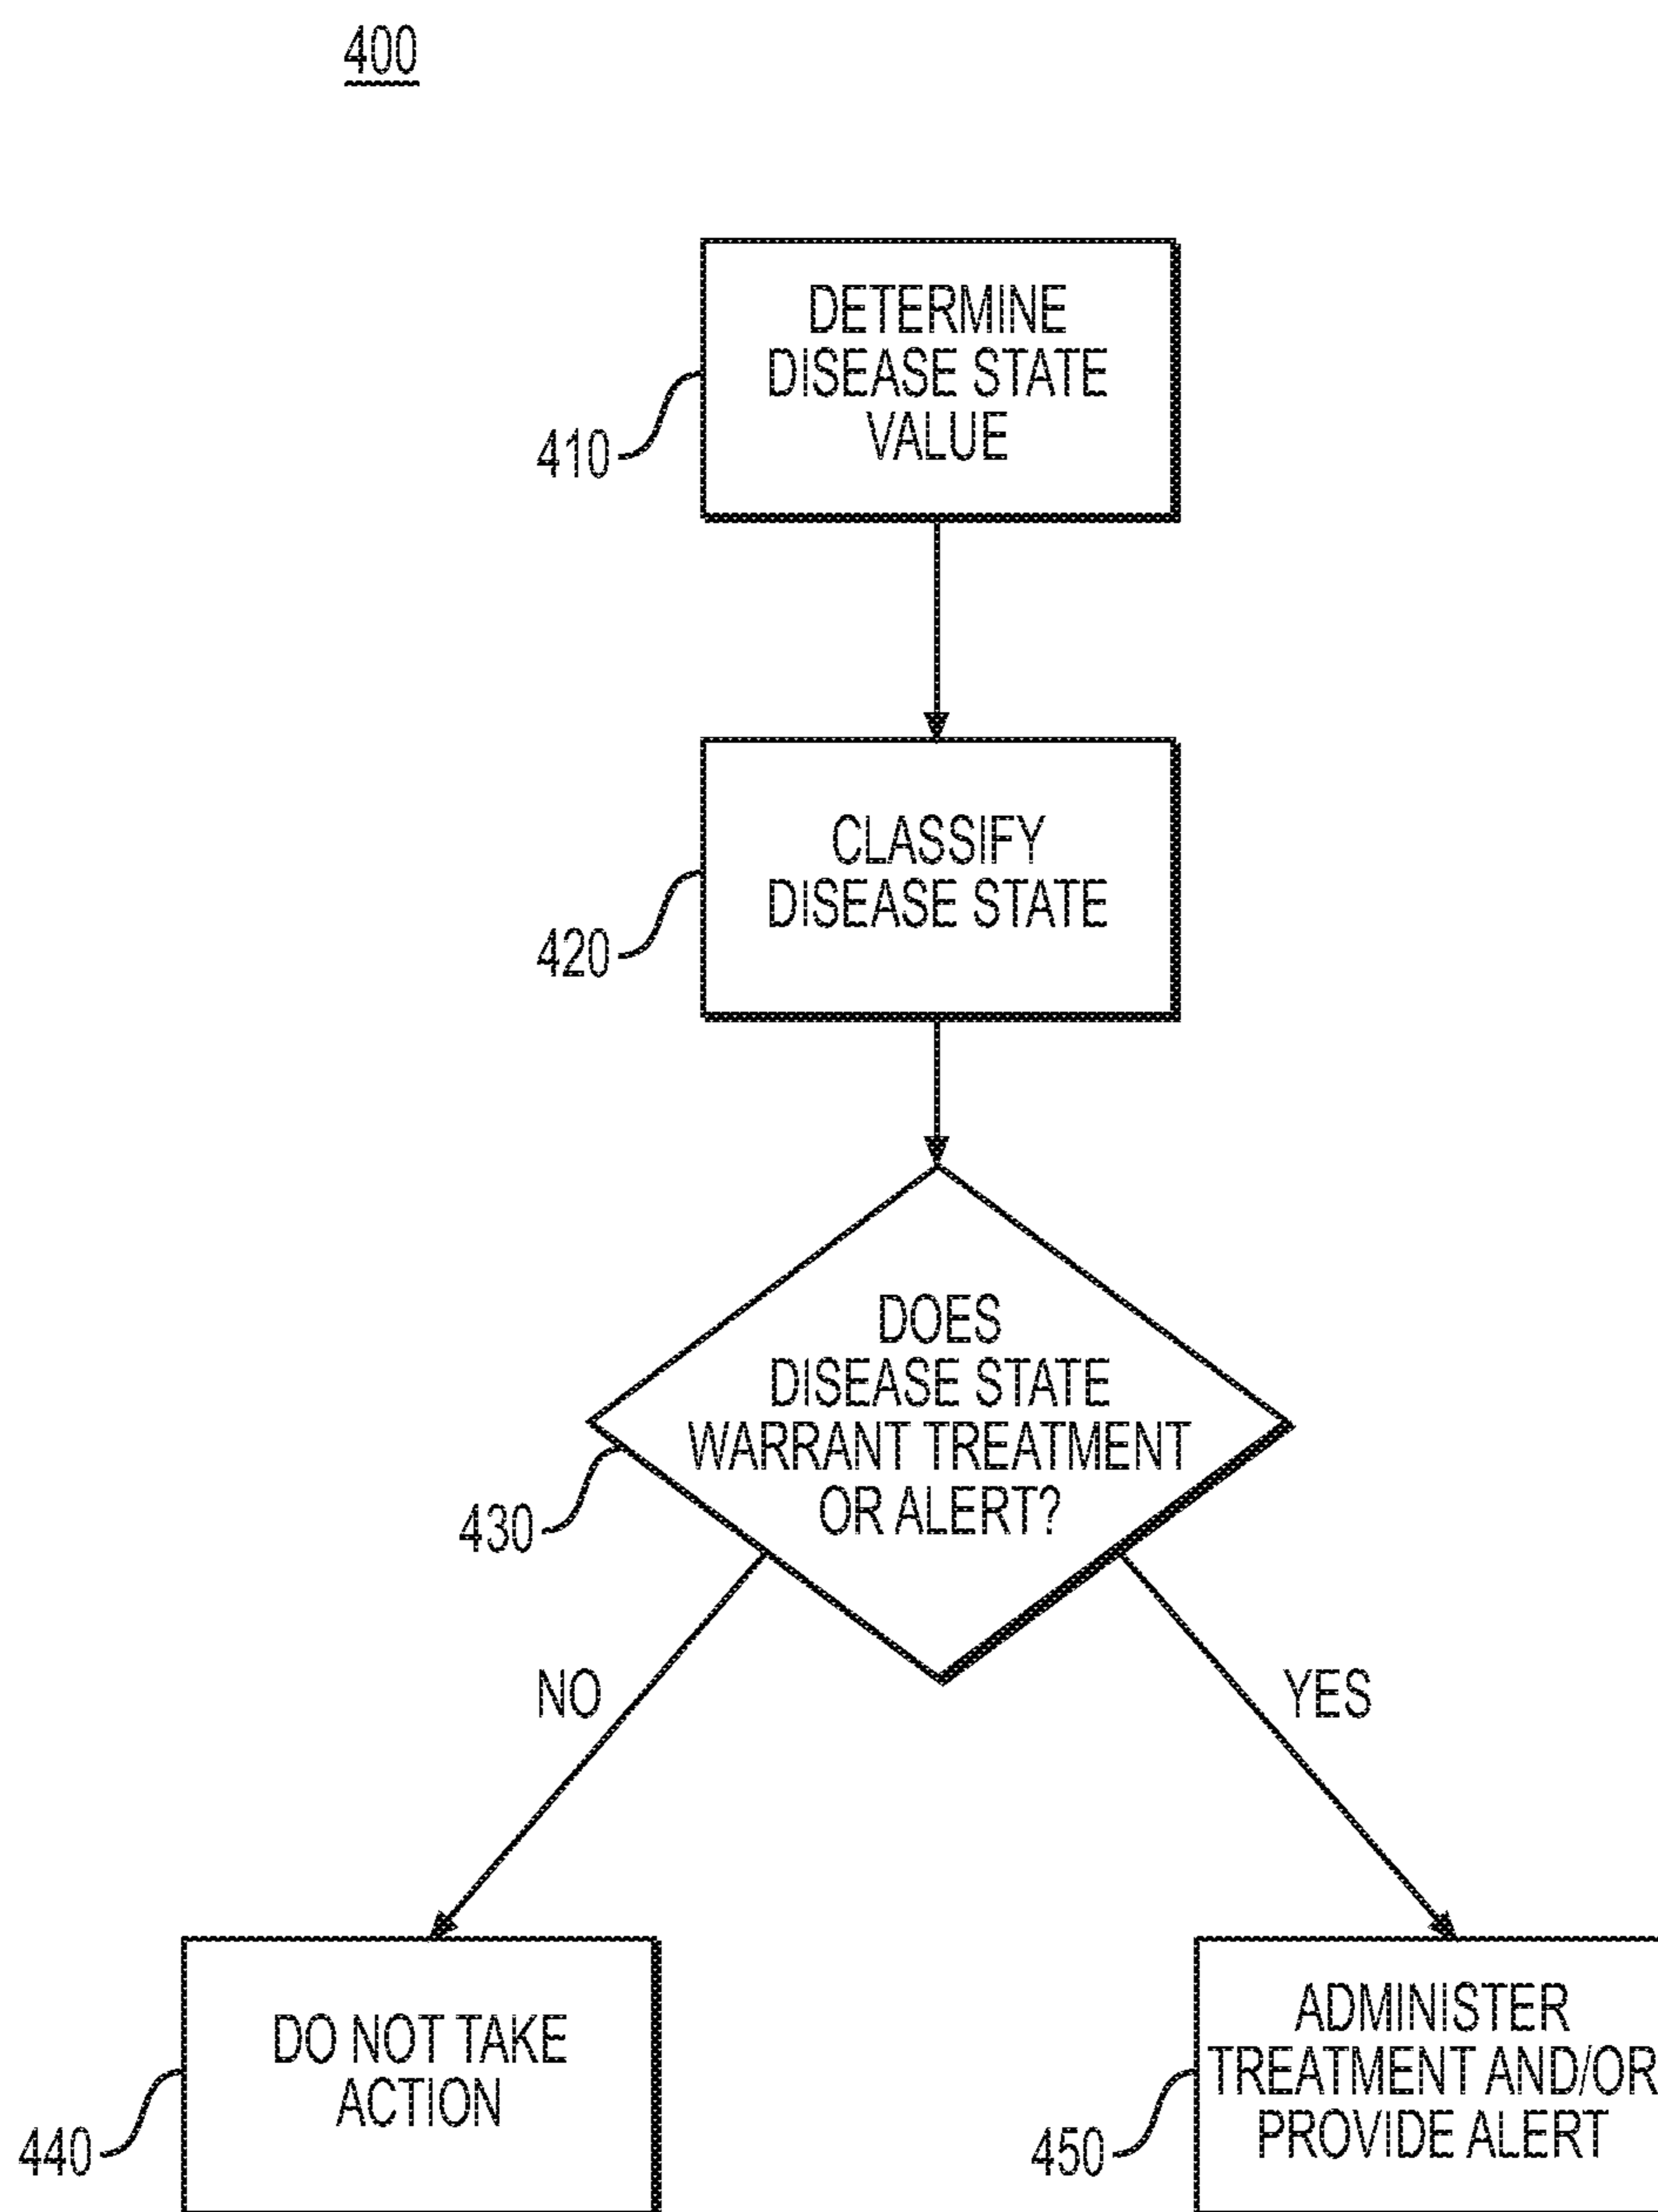 400
DETERMINE
DISEASE STATE
VALUE
410
CLASSIFY
DISEASE STATE
420
DOES
DISEASE STATE
WARRANT TREATMENT
OR ALERT?
430
NO
YES
DO NOT TAKE
ACTION
440
ADMINISTER
TREATMENT AND/OR
PROVIDE ALERT
450